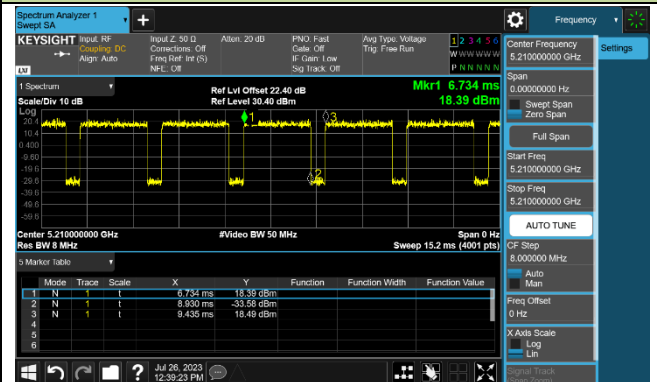 Spectrum Analyzer 1
Swept SA
+
Frequency
KEYSIGHT
Input: RF
Coupling: DC
Align: Auto
Input Z: 50 Ω
Corrections: Off
Freq Ref: Int (S)
NFE: Off
Atten: 20 dB
PNO: Fast
Gate: Off
IF Gain: Low
Sig Track: Off
Avg Type: Voltage
Trig: Free Run
1 2 3 4 5 6
W W W W W W
P N N N N N
LXI
1 Spectrum
Scale/Div 10 dB
Ref Lvl Offset 22.40 dB
Ref Level 30.40 dBm
Mkr1 6.734 ms
18.39 dBm
Log
20.4
10.4
0.400
-9.60
-19.6
-29.6
-39.6
-49.6
-59.6
1
2
3
Center 5.210000000 GHz
Res BW 8 MHz
#Video BW 50 MHz
Span 0 Hz
Sweep 15.2 ms (4001 pts)
5 Marker Table
Mode Trace Scale X Y Function Function Width Function Value
1 N 1 t 6.734 ms 18.39 dBm
2 N 1 t 8.930 ms -33.58 dBm
3 N 1 t 9.435 ms 18.49 dBm
4
5
6
Center Frequency
5.210000000 GHz
Settings
Span
0.00000000 Hz
Swept Span
Zero Span
Full Span
Start Freq
5.210000000 GHz
Stop Freq
5.210000000 GHz
AUTO TUNE
CF Step
8.000000 MHz
Auto
Man
Freq Offset
0 Hz
X Axis Scale
Log
Lin
Signal Track
(Span Zoom)
?
Jul 26, 2023
12:39:23 PM